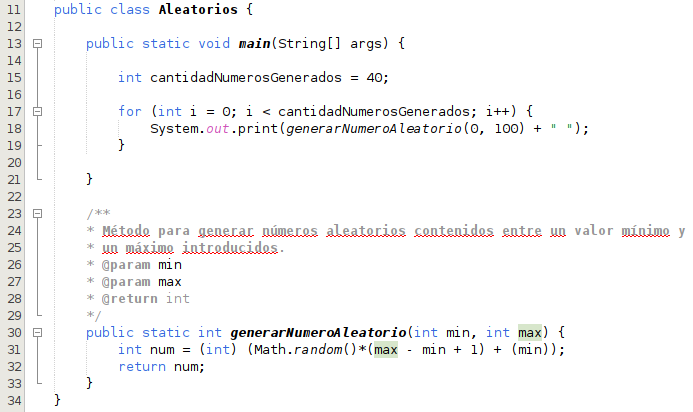 11 public class Aleatorios {
12
13 public static void main(String[] args) {
14
15 int cantidadNumerosGenerados = 40;
16
17 for (int i = 0; i < cantidadNumerosGenerados; i++) {
18 System.out.print(generarNumeroAleatorio(0, 100) + " ");
19 }
20
21 }
22
23 /**
24 * Método para generar números aleatorios contenidos entre un valor mínimo y
25 * un máximo introducidos.
26 * @param min
27 * @param max
28 * @return int
29 */
30 public static int generarNumeroAleatorio(int min, int max) {
31 int num = (int) (Math.random()*(max - min + 1) + (min));
32 return num;
33 }
34 }